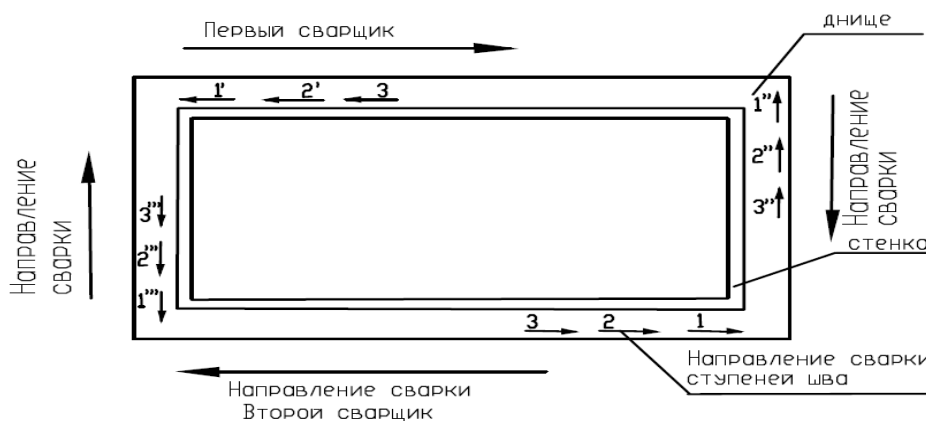 Первый сварщик
днище
1' 2' 3
1"
2"
3"
Направление
сварки
Направление
сварки
3'''
2'''
1'''
стенка
3 2 1
Направление сварки
ступеней шва
Направление сварки
Второй сварщик